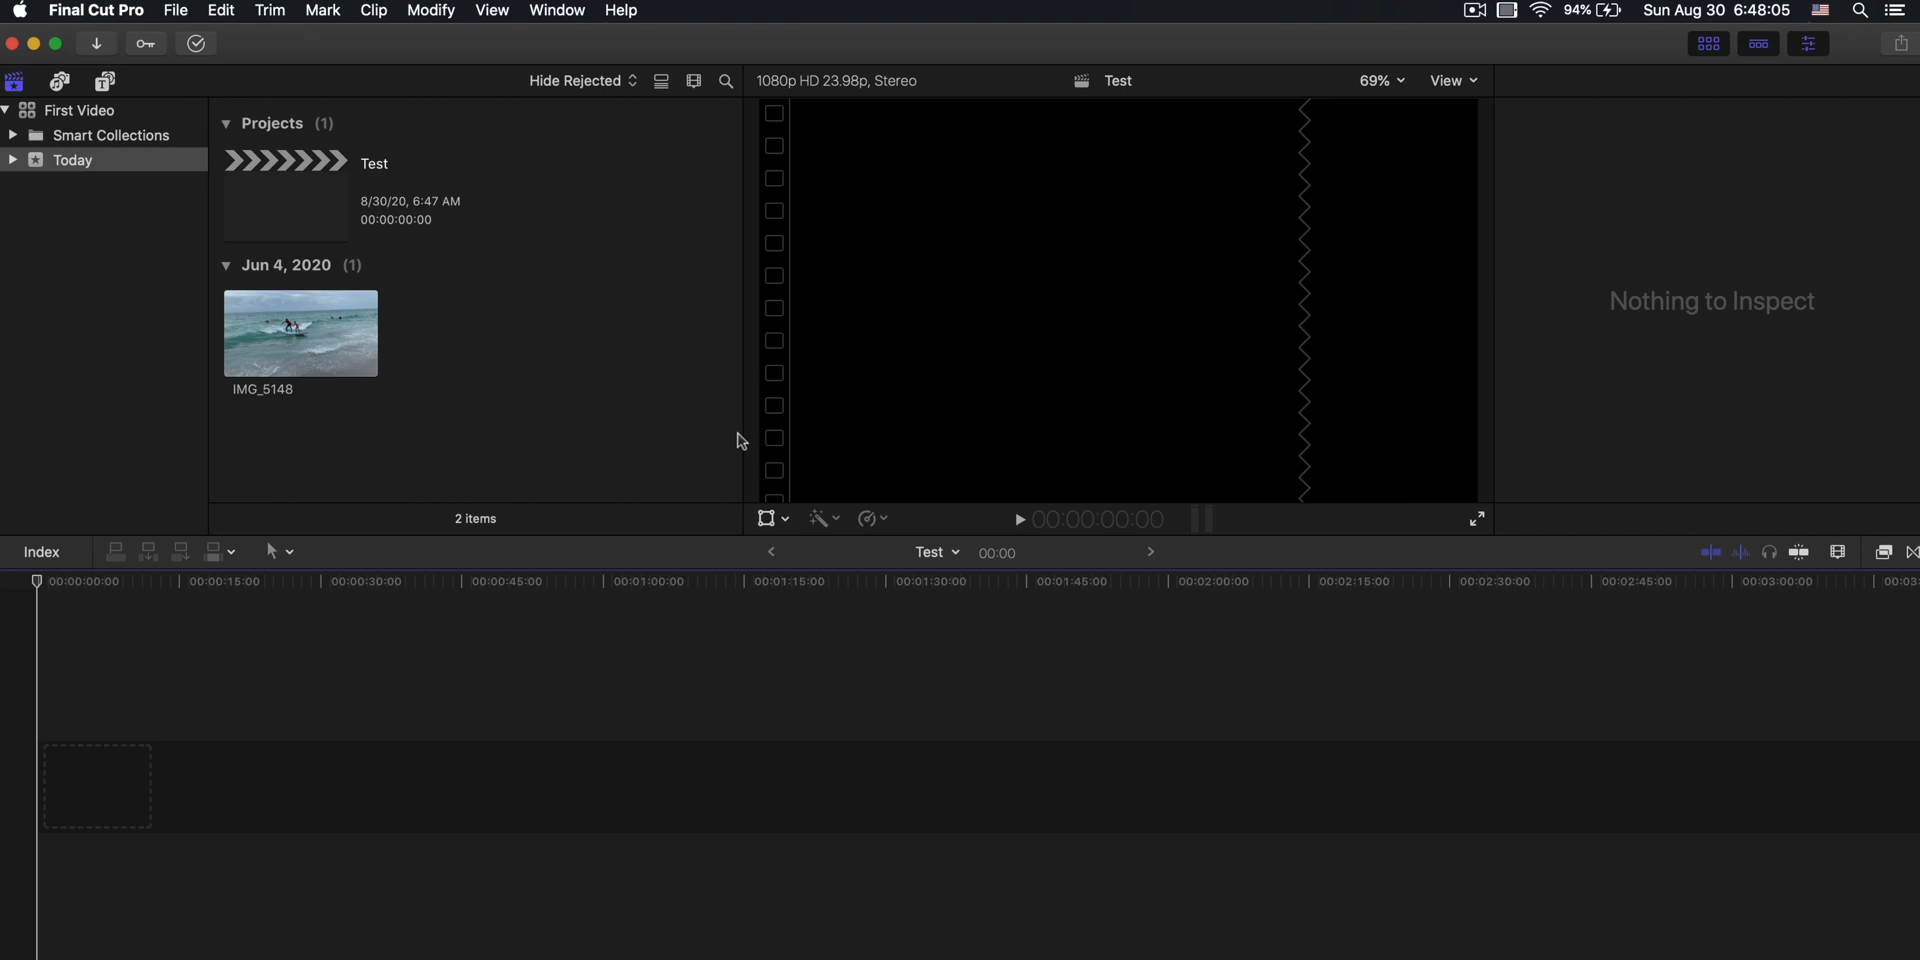 Final Cut Pro File Edit Trim Mark Clip Modify View Window Help 94% Sun Aug 30 6:48:05
Hide Rejected 1080p HD 23.98p, Stereo Test 69% View
First Video
Smart Collections
Today
Projects (1)
Test
8/30/20, 6:47 AM
00:00:00:00
Jun 4, 2020 (1)
IMG_5148
2 items
Nothing to Inspect
00:00:00:00
Index Test 00:00
00:00:00:00 00:00:15:00 00:00:30:00 00:00:45:00 00:01:00:00 00:01:15:00 00:01:30:00 00:01:45:00 00:02:00:00 00:02:15:00 00:02:30:00 00:02:45:00 00:03:00:00 00:03: